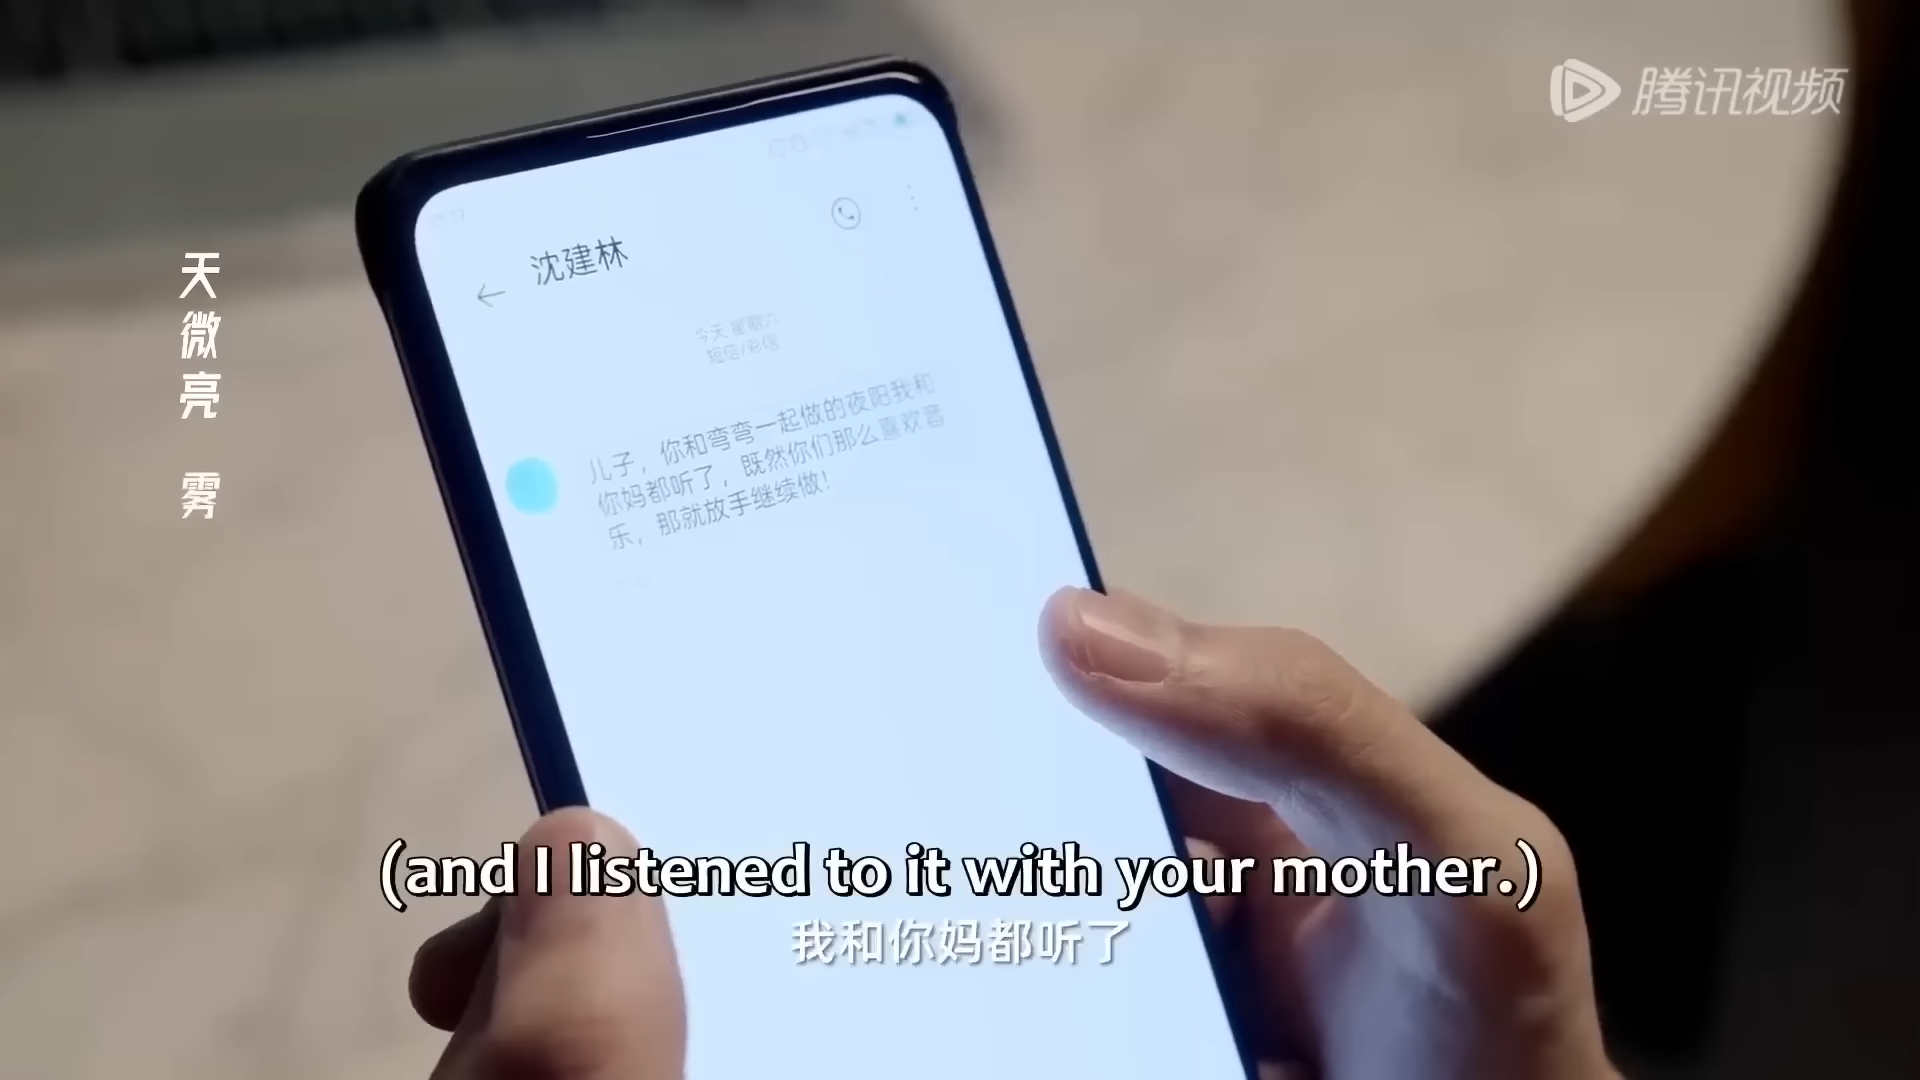 腾讯视频
沈建林
今天 星期六
短信/彩信
儿子，你和弯弯一起做的夜阳我和
你妈都听了，既然你们那么喜欢音
乐，那就放手继续做！
天微亮 雾
(and I listened to it with your mother.)
我和你妈都听了